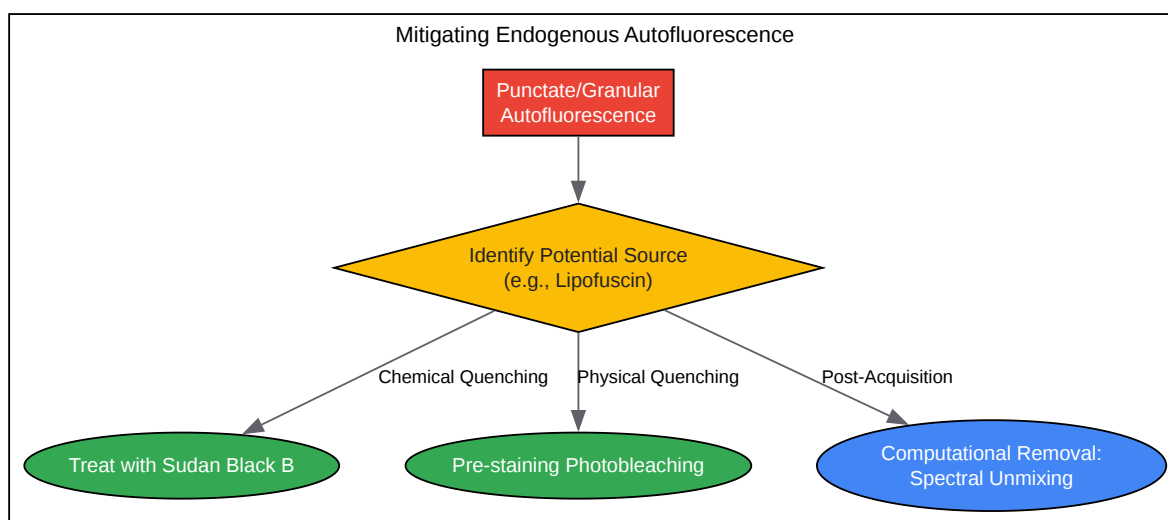 Mitigating Endogenous Autofluorescence
Punctate/Granular
Autofluorescence
Identify Potential Source
(e.g., Lipofuscin)
Chemical Quenching
Physical Quenching
Post-Acquisition
Treat with Sudan Black B
Pre-staining Photobleaching
Computational Removal:
Spectral Unmixing